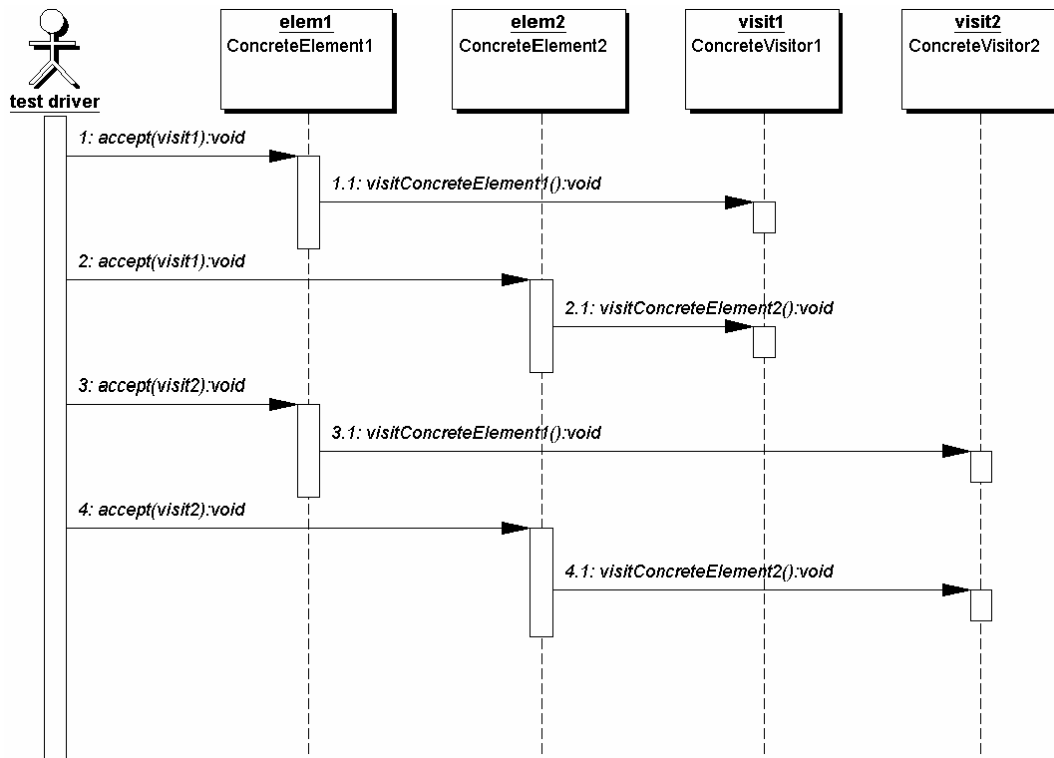 elem1
ConcreteElement1
elem2
ConcreteElement2
visit1
ConcreteVisitor1
visit2
ConcreteVisitor2
test driver
1: accept(visit1):void
1.1: visitConcreteElement1():void
2: accept(visit1):void
2.1: visitConcreteElement2():void
3: accept(visit2):void
3.1: visitConcreteElement1():void
4: accept(visit2):void
4.1: visitConcreteElement2():void